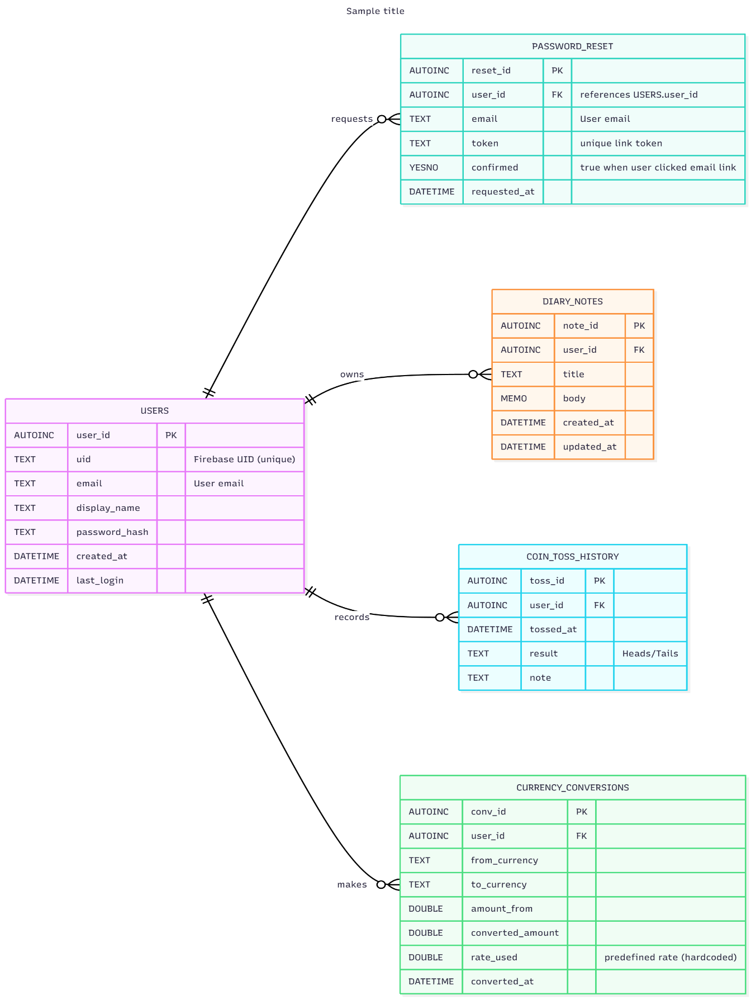 Sample title
PASSWORD_RESET
AUTOINC reset_id PK
AUTOINC user_id FK references USERS.user_id
TEXT email User email
TEXT token unique link token
YESNO confirmed true when user clicked email link
DATETIME requested_at
requests
DIARY_NOTES
AUTOINC note_id PK
AUTOINC user_id FK
TEXT title
MEMO body
DATETIME created_at
DATETIME updated_at
owns
USERS
AUTOINC user_id PK
TEXT uid Firebase UID (unique)
TEXT email User email
TEXT display_name
TEXT password_hash
DATETIME created_at
DATETIME last_login
COIN_TOSS_HISTORY
AUTOINC toss_id PK
AUTOINC user_id FK
DATETIME tossed_at
TEXT result Heads/Tails
TEXT note
records
CURRENCY_CONVERSIONS
AUTOINC conv_id PK
AUTOINC user_id FK
TEXT from_currency
TEXT to_currency
DOUBLE amount_from
DOUBLE converted_amount
DOUBLE rate_used predefined rate (hardcoded)
DATETIME converted_at
makes